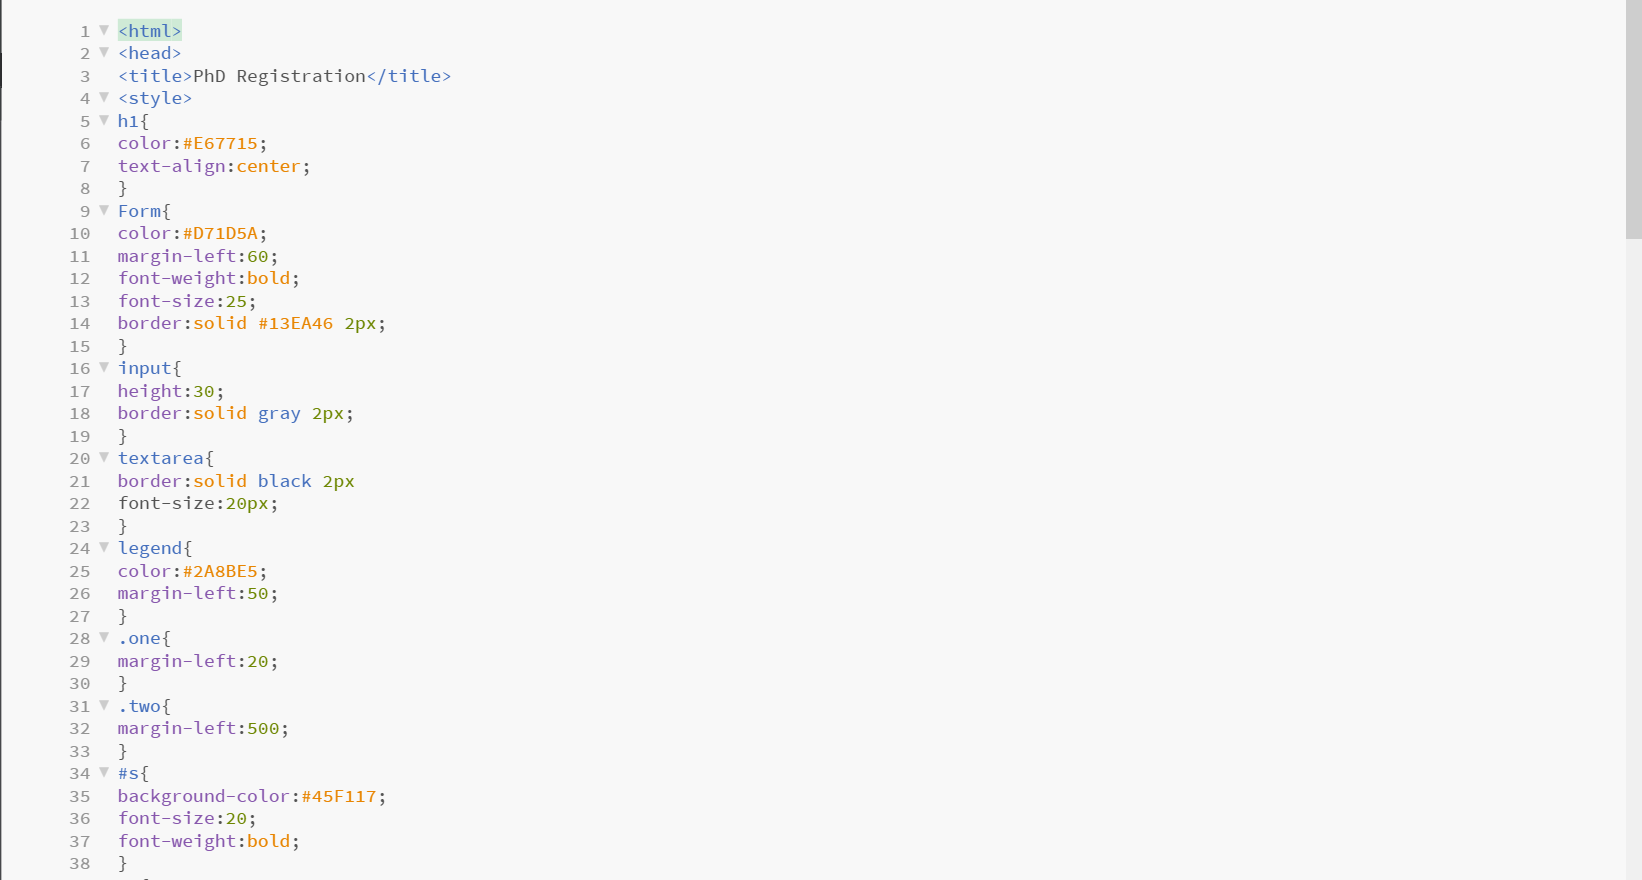 1 <html>
2 <head>
3 <title>PhD Registration</title>
4 <style>
5 h1{
6 color:#E67715;
7 text-align:center;
8 }
9 Form{
10 color:#D71D5A;
11 margin-left:60;
12 font-weight:bold;
13 font-size:25;
14 border:solid #13EA46 2px;
15 }
16 input{
17 height:30;
18 border:solid gray 2px;
19 }
20 textarea{
21 border:solid black 2px
22 font-size:20px;
23 }
24 legend{
25 color:#2A8BE5;
26 margin-left:50;
27 }
28 .one{
29 margin-left:20;
30 }
31 .two{
32 margin-left:500;
33 }
34 #s{
35 background-color:#45F117;
36 font-size:20;
37 font-weight:bold;
38 }